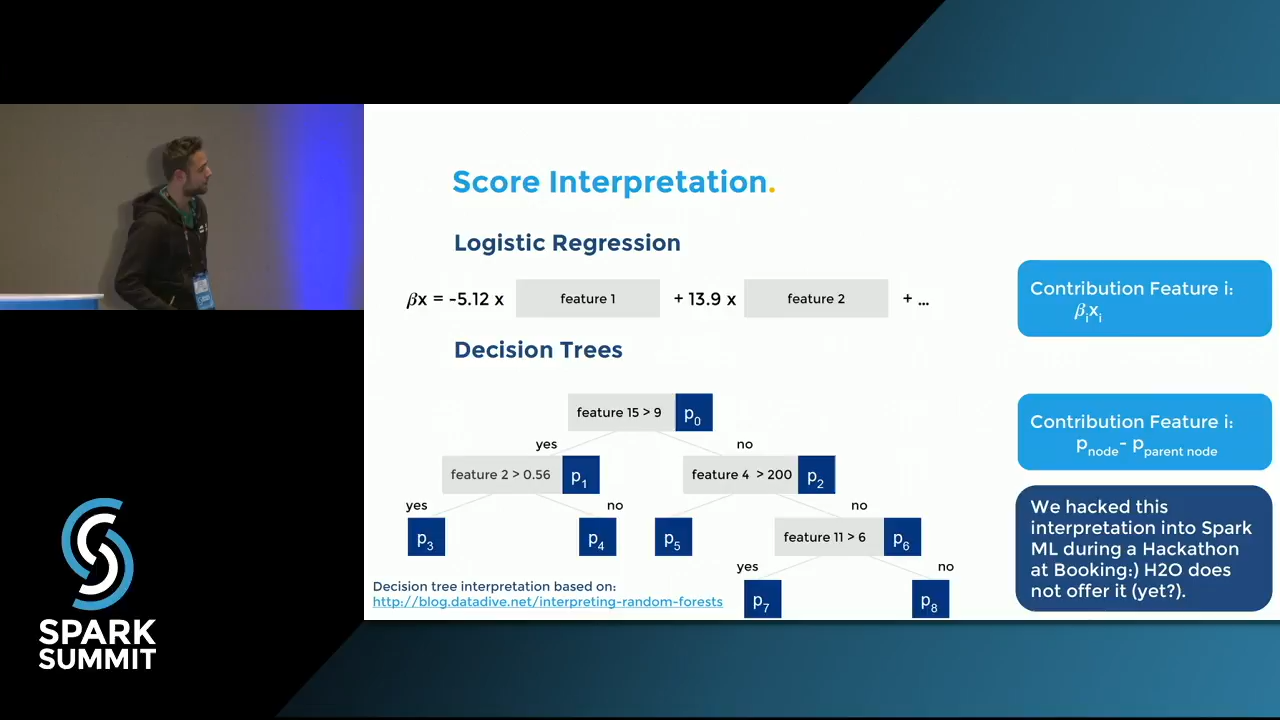 Score Interpretation.
Logistic Regression
βx = -5.12 x feature 1 + 13.9 x feature 2 + ...
Contribution Feature i:
βixi
Decision Trees
feature 15 > 9 p0
yes no
feature 2 > 0.56 p1 feature 4 > 200 p2
yes no no
p3 p4 p5 feature 11 > 6 p6
yes no
p7 p8
Contribution Feature i:
pnode- pparent node
We hacked this
interpretation into Spark
ML during a Hackathon
at Booking:) H2O does
not offer it (yet?).
Decision tree interpretation based on:
http://blog.datadive.net/interpreting-random-forests
SPARK
SUMMIT